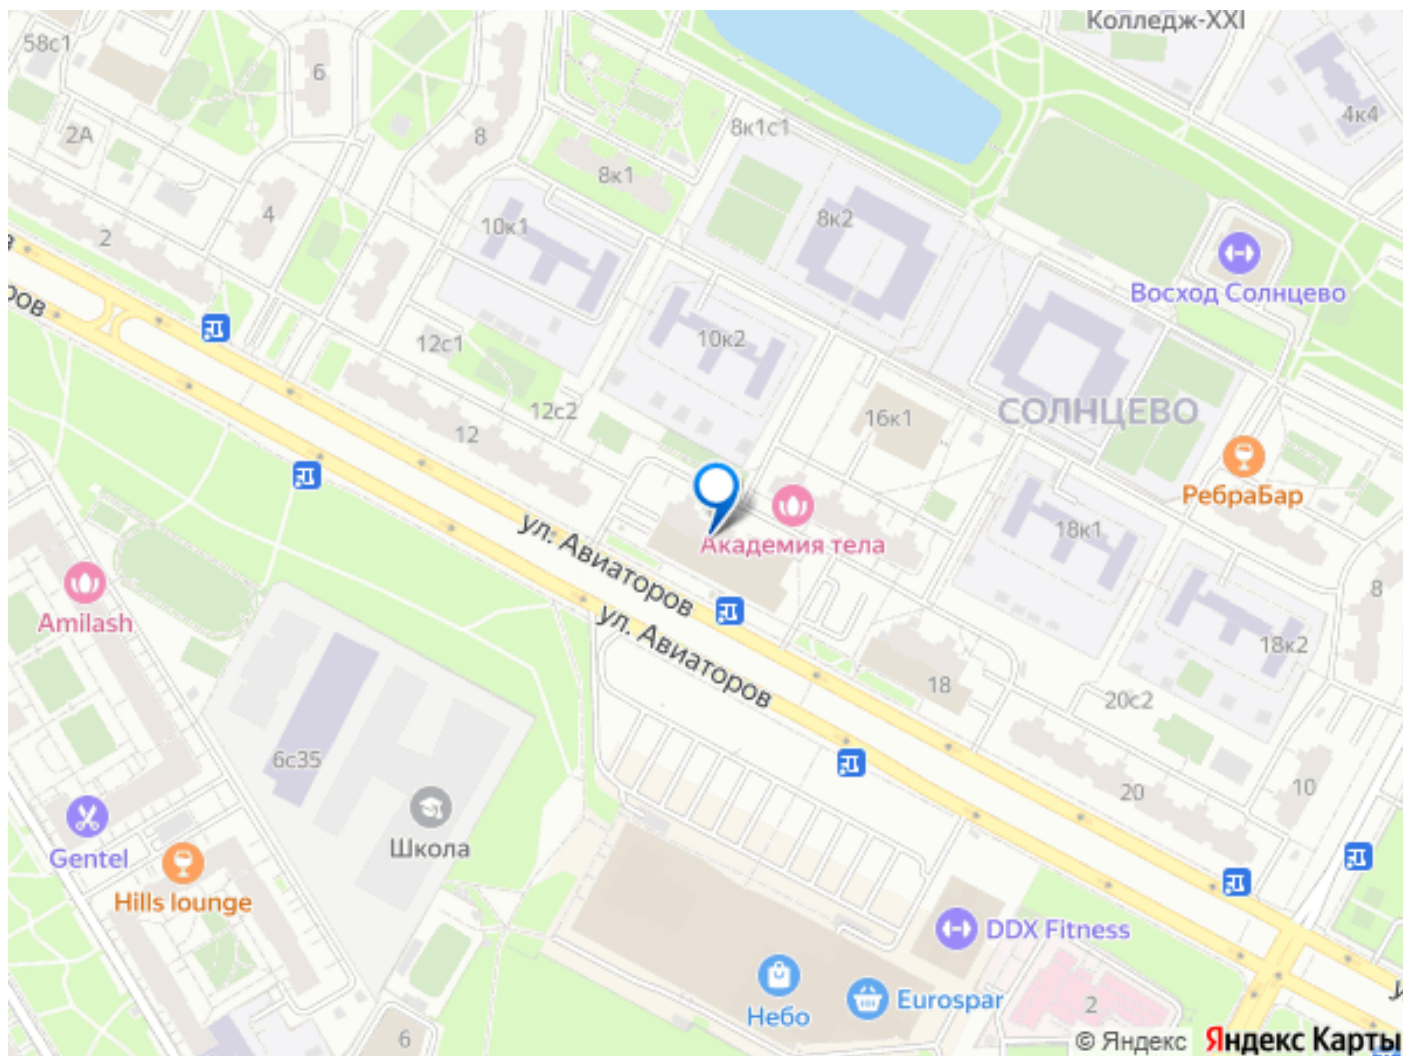 Колледж-XXI
58с1
6
4к4
2А
8
8к1с1
8к1
4
10к1
8к2
2
Восход Солнцево
ров
12с1
10к2
12с2
16к1
СОЛНЦЕВО
12
РебраБар
ул. Авиаторов
Академия тела
18к1
8
Amilash
ул. Авиаторов
18к2
18
20с2
6с35
20
10
Школа
Gentel
Hills lounge
DDX Fitness
Небо
Eurospar
2
6
© Яндекс
Яндекс Карты